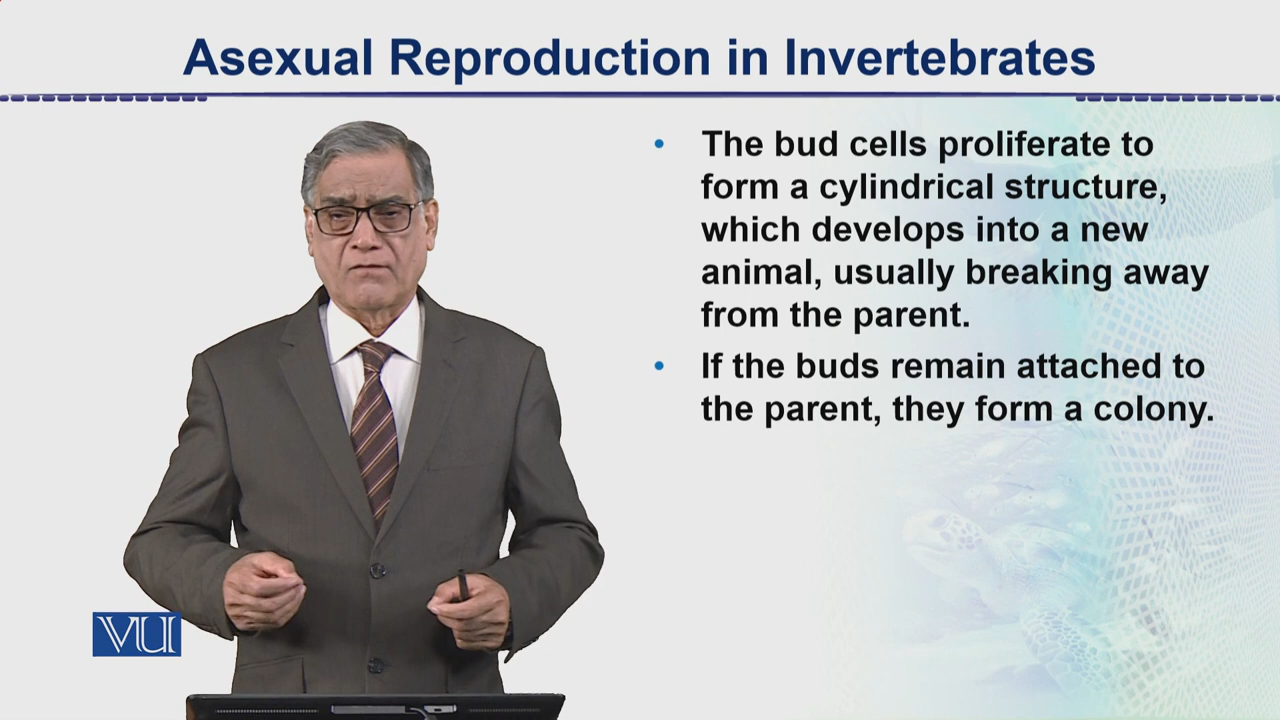 Asexual Reproduction in Invertebrates
• The bud cells proliferate to
form a cylindrical structure,
which develops into a new
animal, usually breaking away
from the parent.
• If the buds remain attached to
the parent, they form a colony.
VU